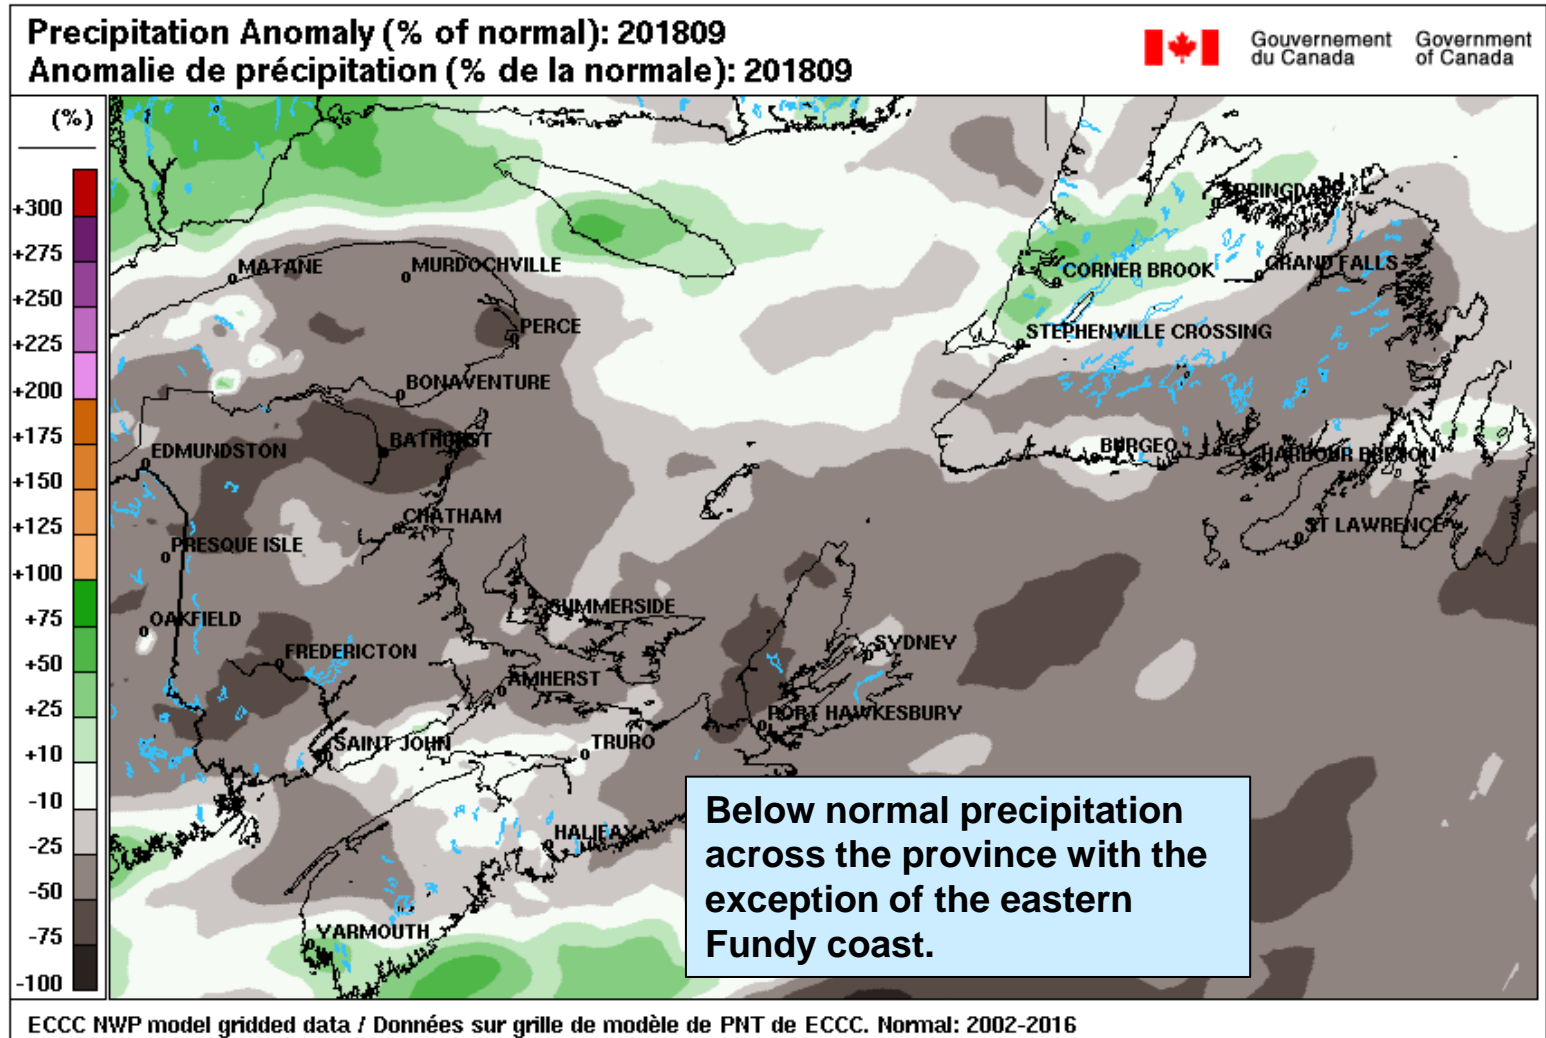 Precipitation Anomaly (% of normal): 201809
Anomalie de précipitation (% de la normale): 201809
Gouvernement du Canada
Government of Canada
(%)
+300
+275
+250
+225
+200
+175
+150
+125
+100
+75
+50
+25
+10
-10
-25
-50
-75
-100
SPRINGDALE
MATANE
MURDOCHVILLE
CORNER BROOK
GRAND FALLS
PERCE
STEPHENVILLE CROSSING
BONAVENTURE
EDMUNDSTON
BATHURST
BURGEO
HARBOUR BRETON
CHATHAM
ST LAWRENCE
PRESQUE ISLE
SUMMERSIDE
OAKFIELD
FREDERICTON
SYDNEY
AMHERST
PORT HAWKESBURY
SAINT JOHN
TRURO
HALIFAX
YARMOUTH
Below normal precipitation
across the province with the
exception of the eastern
Fundy coast.
ECCC NWP model gridded data / Données sur grille de modèle de PNT de ECCC. Normal: 2002-2016